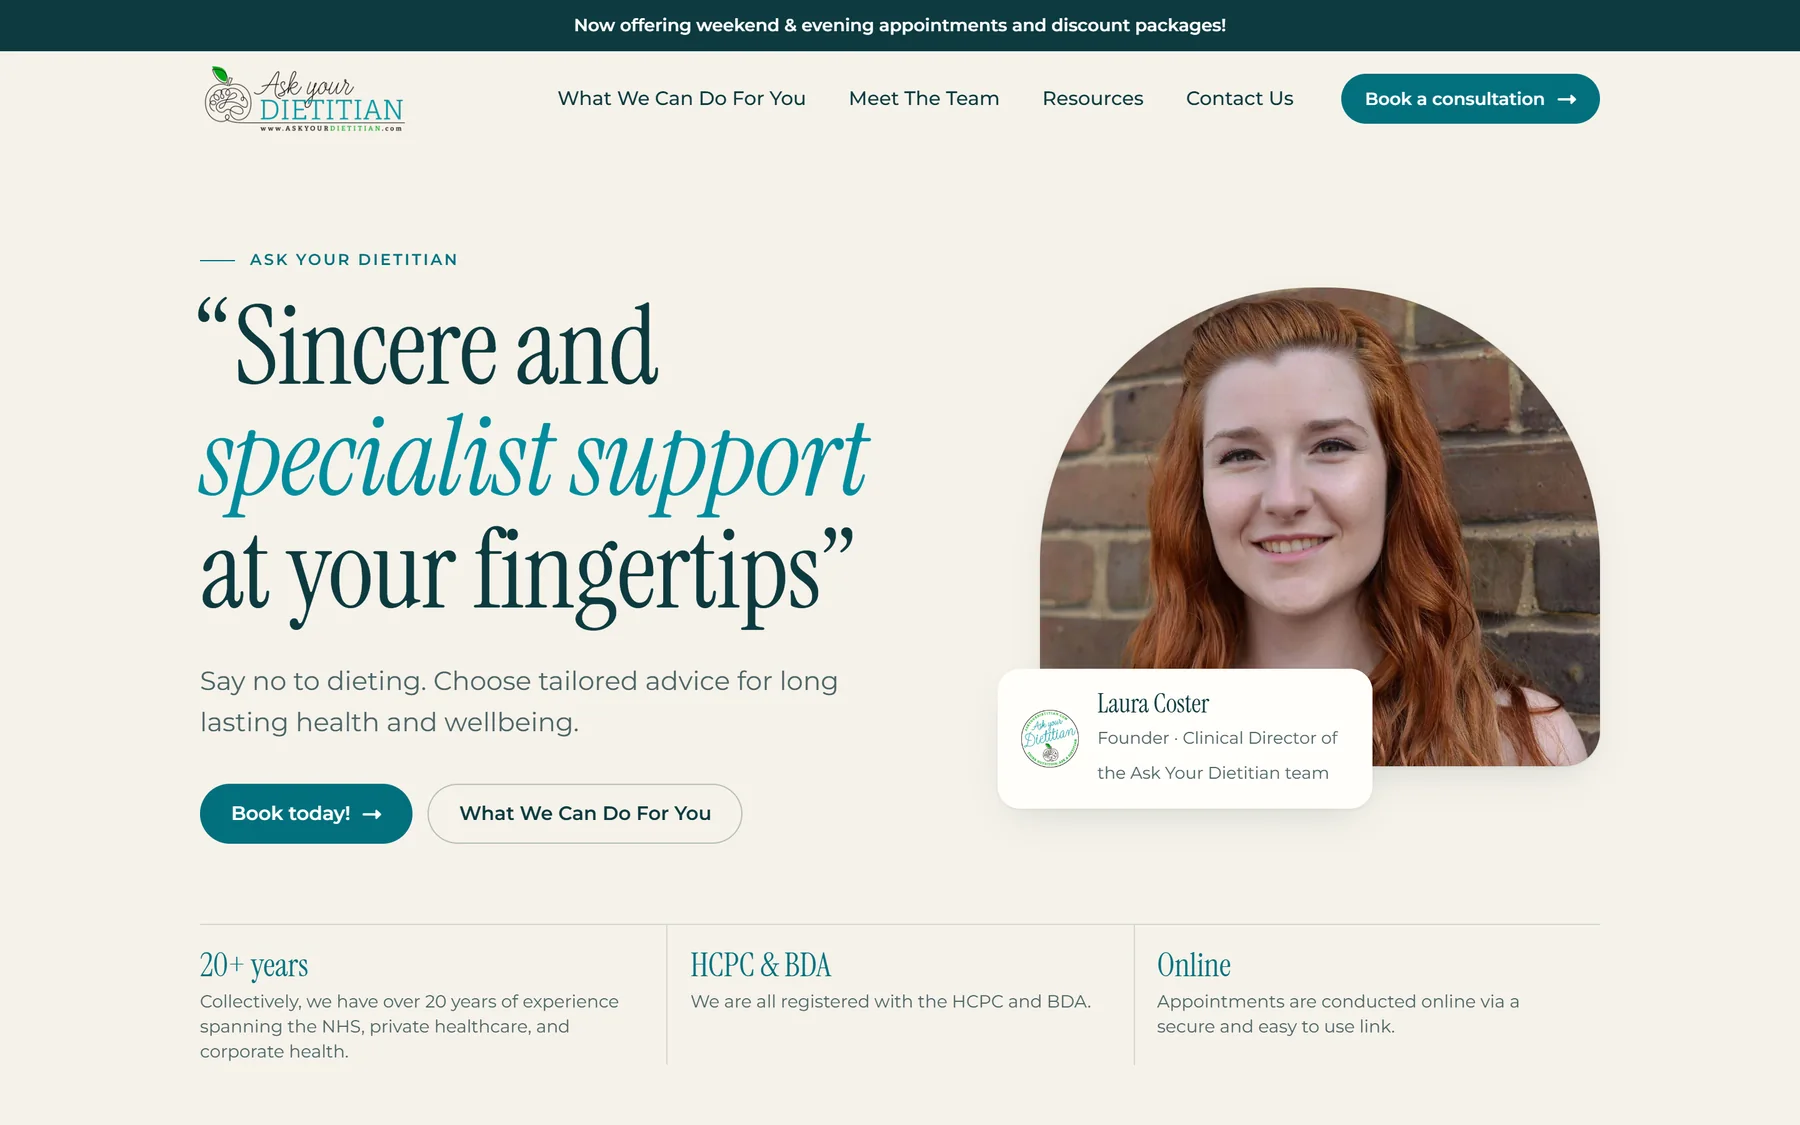 Now offering weekend & evening appointments and discount packages!
Ask your
DIETITIAN
www.ASKYOURDIETITIAN.com
What We Can Do For You
Meet The Team
Resources
Contact Us
Book a consultation →
ASK YOUR DIETITIAN
“Sincere and
specialist support
at your fingertips”
Say no to dieting. Choose tailored advice for long
lasting health and wellbeing.
Book today! →
What We Can Do For You
Ask your
Dietitian
Laura Coster
Founder · Clinical Director of
the Ask Your Dietitian team
20+ years
Collectively, we have over 20 years of experience
spanning the NHS, private healthcare, and
corporate health.
HCPC & BDA
We are all registered with the HCPC and BDA.
Online
Appointments are conducted online via a
secure and easy to use link.